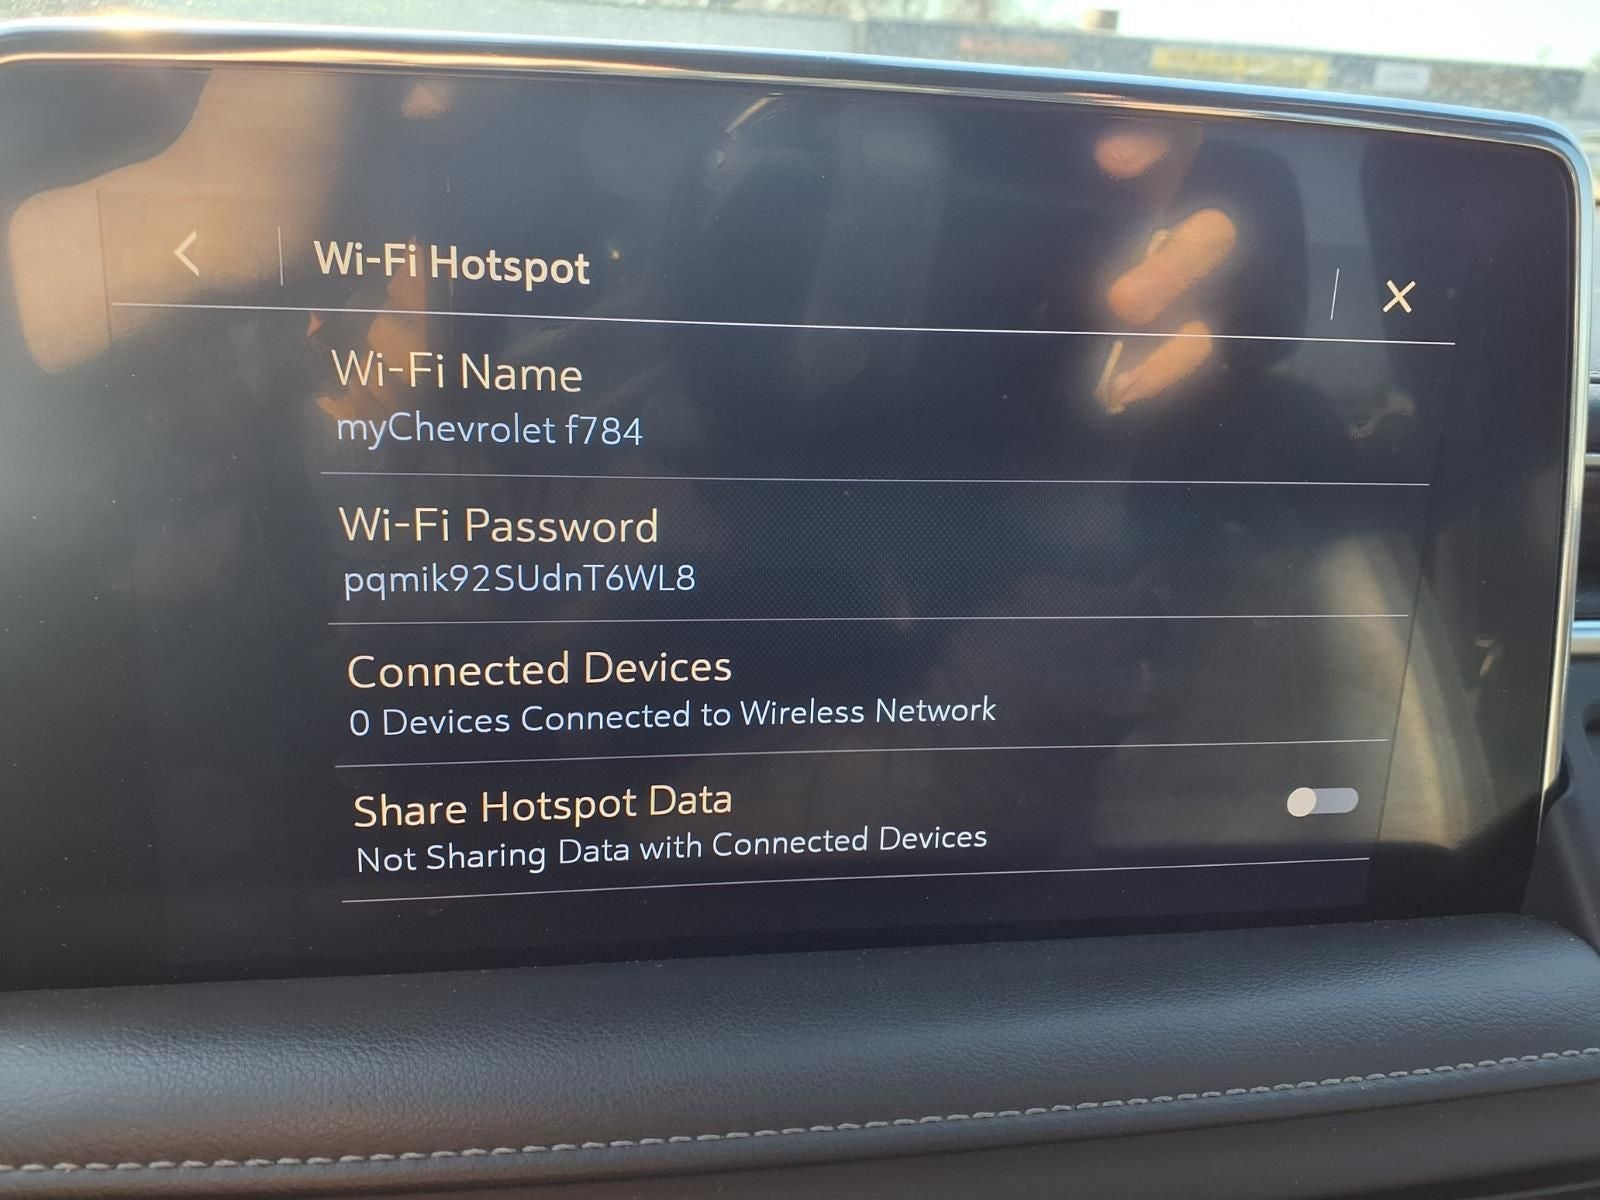 Wi-Fi Hotspot
Wi-Fi Name
myChevrolet f784
Wi-Fi Password
pqmik92SUdnT6WL8
Connected Devices
0 Devices Connected to Wireless Network
Share Hotspot Data
Not Sharing Data with Connected Devices